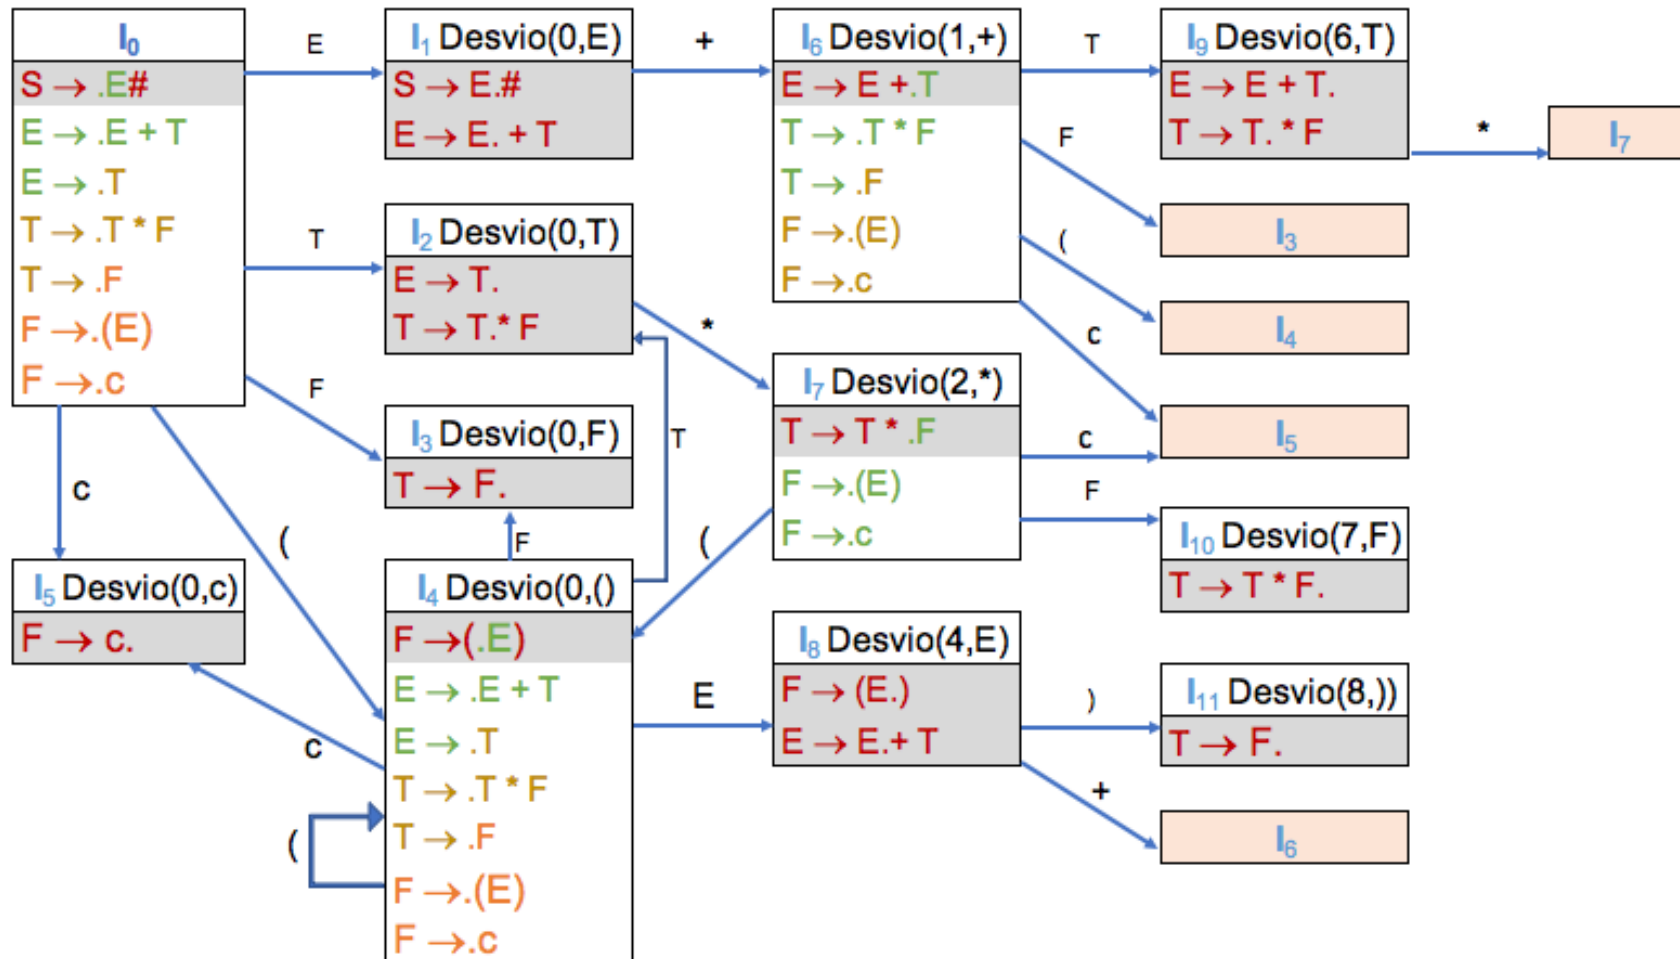 I0
S → .E#
E → .E + T
E → .T
T → .T * F
T → .F
F →.(E)
F →.c
E
I1 Desvio(0,E)
S → E.#
E → E. + T
+
I6 Desvio(1,+)
E → E +.T
T → .T * F
T → .F
F →.(E)
F →.c
T
I9 Desvio(6,T)
E → E + T.
T → T. * F
*
I7
F
I3
(
I4
c
I5
T
I2 Desvio(0,T)
E → T.
T → T.* F
*
I7 Desvio(2,*)
T → T * .F
F →.(E)
F →.c
c
F
I10 Desvio(7,F)
T → T * F.
F
I3 Desvio(0,F)
T → F.
T
c
(
F
(
I5 Desvio(0,c)
F → c.
c
I4 Desvio(0,()
F →(.E)
E → .E + T
E → .T
T → .T * F
T → .F
F →.(E)
F →.c
(
E
I8 Desvio(4,E)
F → (E.)
E → E.+ T
)
I11 Desvio(8,))
T → F.
+
I6